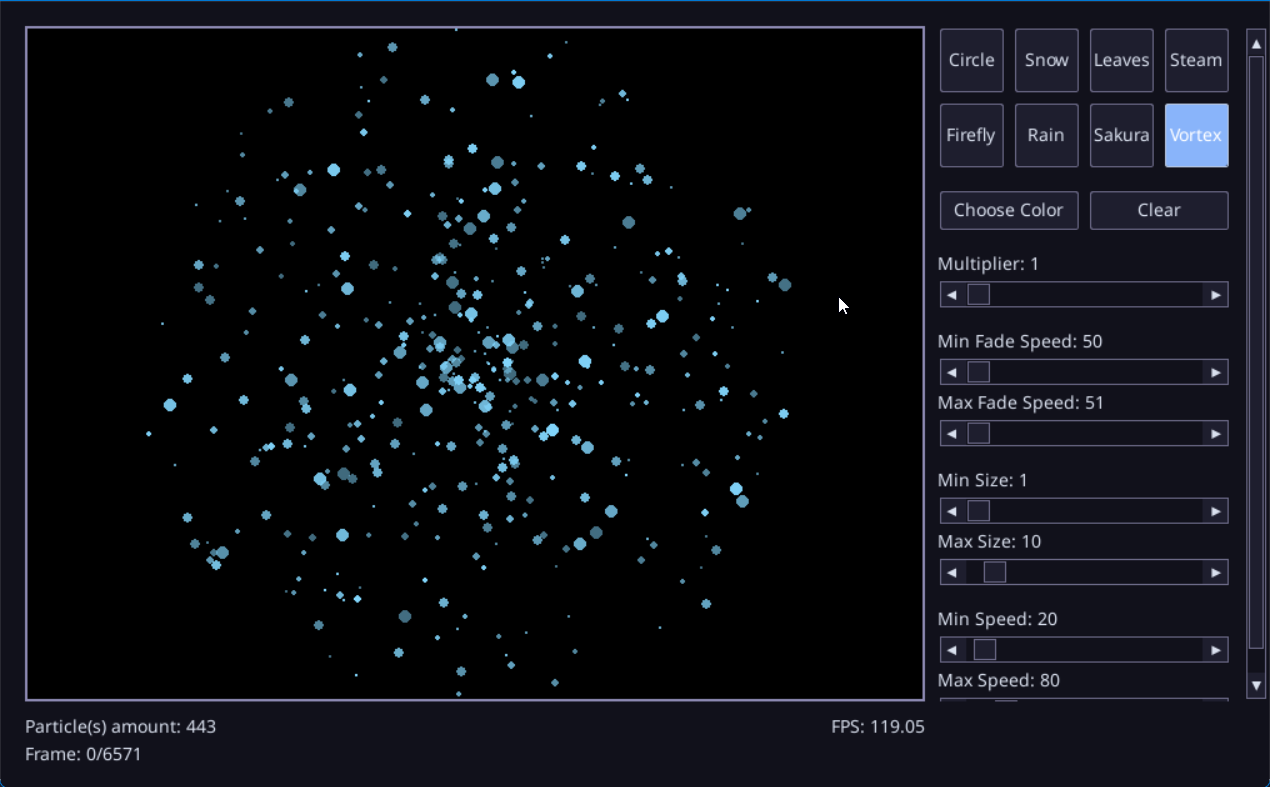 Circle Snow Leaves Steam
Firefly Rain Sakura Vortex
Choose Color Clear
Multiplier: 1
Min Fade Speed: 50
Max Fade Speed: 51
Min Size: 1
Max Size: 10
Min Speed: 20
Max Speed: 80
Particle(s) amount: 443 FPS: 119.05
Frame: 0/6571